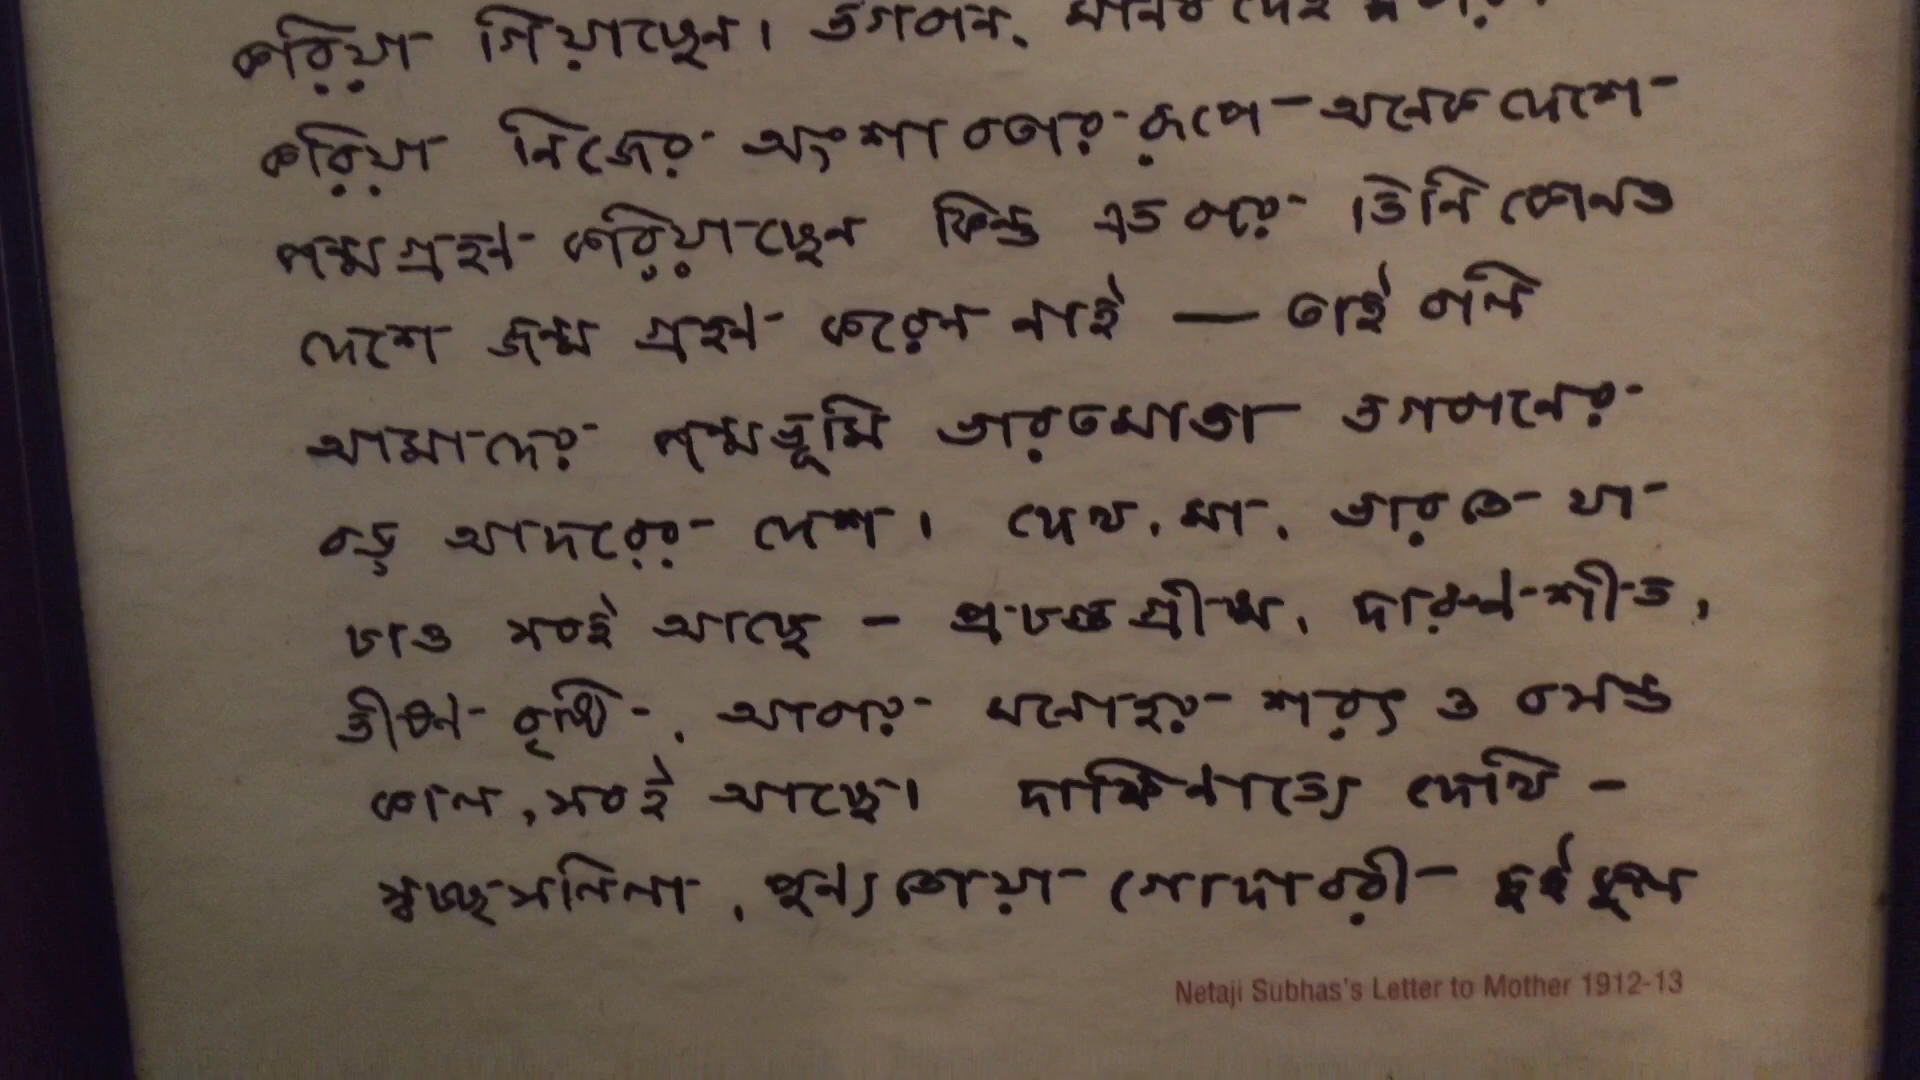 করিয়া গিয়াছেন। ভগবান, মানব দেহ
করিয়া নিজের অংশাবতার রূপে - অনেক দেশে -
জন্মগ্রহণ করিয়াছেন কিন্তু এতবার তিনি কোনও
দেশে জন্ম গ্রহণ করেন নাই — তাই বলি
আমাদের জন্মভূমি ভারতমাতা ভগবানের
বড় আদরের দেশ। দেখ, মা, ভারতে যা
চাও সবই আছে - প্রচণ্ড গ্রীষ্ম, দারুণ শীত,
ভীষণ বৃষ্টি, আবার মনোহর শরৎ ও বসন্ত
কাল, সবই আছে। দাক্ষিণাত্যে দেখি -
স্বচ্ছসলিলা, পুণ্যতোয়া গোদাবরী - দুই কূল
Netaji Subhas's Letter to Mother 1912-13